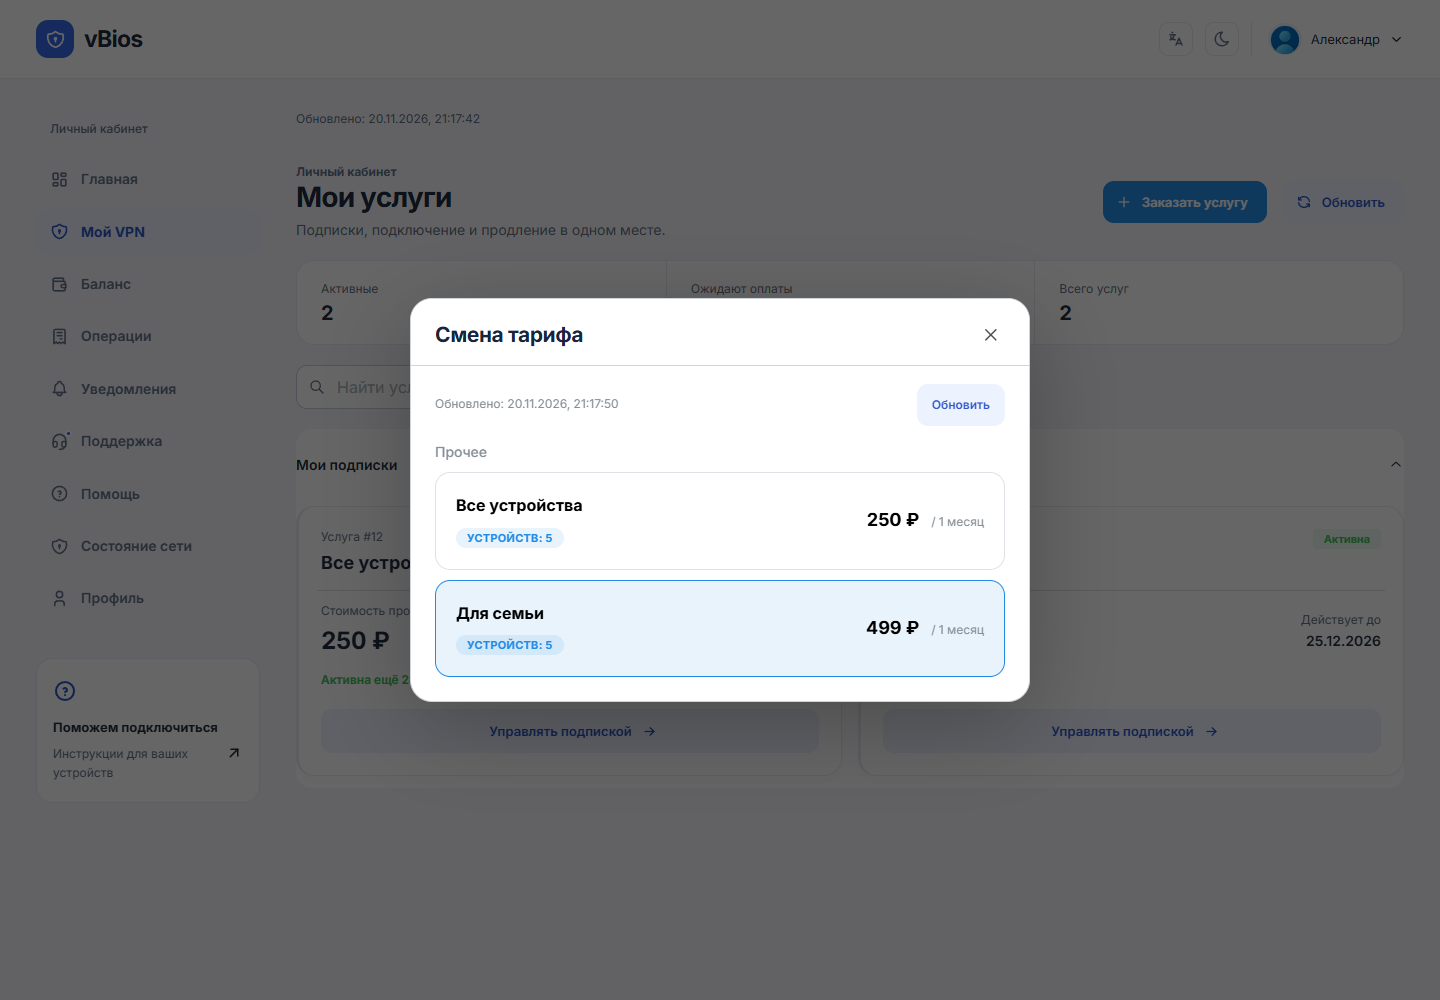 vBios
Александр
Личный кабинет
Главная
Мой VPN
Баланс
Операции
Уведомления
Поддержка
Помощь
Состояние сети
Профиль
Поможем подключиться
Инструкции для ваших
устройств
Обновлено: 20.11.2026, 21:17:42
Личный кабинет
Мои услуги
Подписки, подключение и продление в одном месте.
Заказать услугу
Обновить
Активные
2
Ожидают оплаты
Всего услуг
2
Найти
Мои подписки
Услуга #12
Все
Активна
Стоимость
250 ₽
Активна ещё
Действует до
25.12.2026
Управлять подпиской
Управлять подпиской
Смена тарифа
Обновлено: 20.11.2026, 21:17:50
Обновить
Прочее
Все устройства
УСТРОЙСТВ: 5
250 ₽ / 1 месяц
Для семьи
УСТРОЙСТВ: 5
499 ₽ / 1 месяц